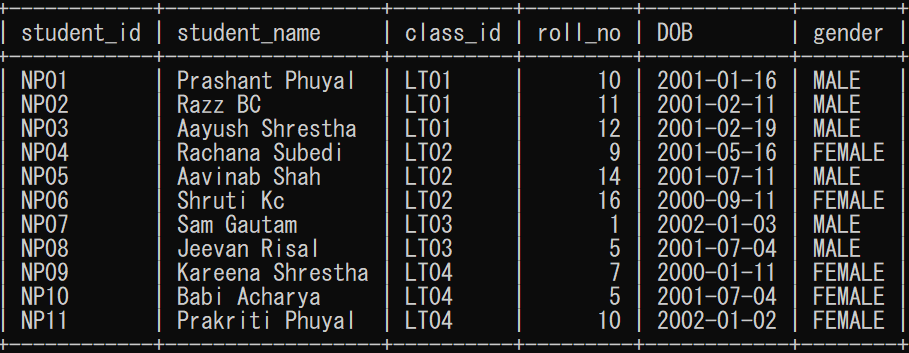 | student_id | student_name     | class_id | roll_no | DOB        | gender |
| NP01       | Prashant Phuyal  | LT01     |      10 | 2001-01-16 | MALE   |
| NP02       | Razz BC          | LT01     |      11 | 2001-02-11 | MALE   |
| NP03       | Aayush Shrestha  | LT01     |      12 | 2001-02-19 | MALE   |
| NP04       | Rachana Subedi   | LT02     |       9 | 2001-05-16 | FEMALE |
| NP05       | Aavinab Shah     | LT02     |      14 | 2001-07-11 | MALE   |
| NP06       | Shruti Kc        | LT02     |      16 | 2000-09-11 | FEMALE |
| NP07       | Sam Gautam       | LT03     |       1 | 2002-01-03 | MALE   |
| NP08       | Jeevan Risal     | LT03     |       5 | 2001-07-04 | MALE   |
| NP09       | Kareena Shrestha | LT04     |       7 | 2000-01-11 | FEMALE |
| NP10       | Babi Acharya     | LT04     |       5 | 2001-07-04 | FEMALE |
| NP11       | Prakriti Phuyal  | LT04     |      10 | 2002-01-02 | FEMALE |